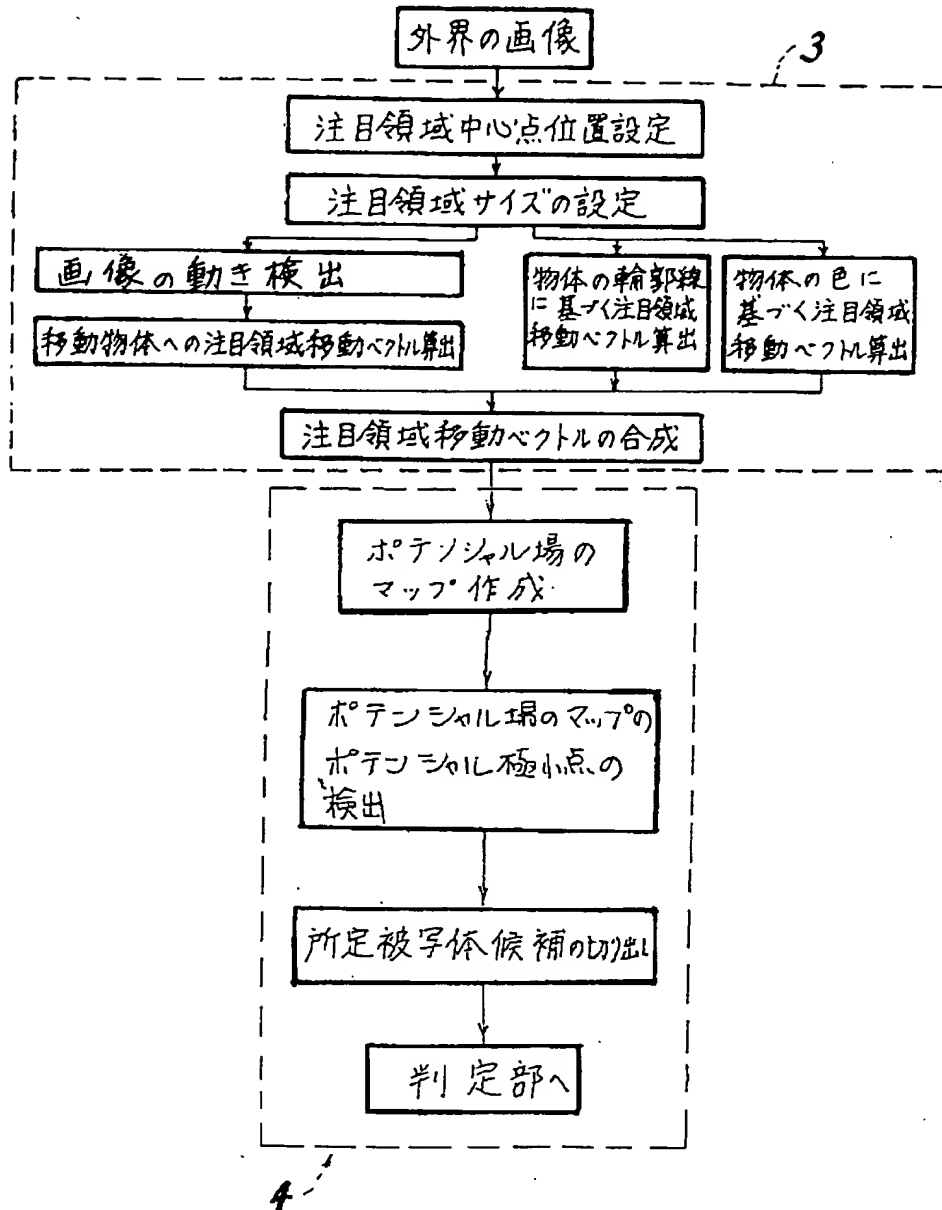 外界の画像
3
注目領域中心点位置設定
注目領域サイズの設定
画像の動き検出
移動物体への注目領域移動ベクトル算出
物体の輪郭線
に基づく注目領域
移動ベクトル算出
物体の色に
基づく注目領域
移動ベクトル算出
注目領域移動ベクトルの合成
ポテンシャル場の
マップ作成
ポテンシャル場のマップの
ポテンシャル極小点の
検出
所定被写体候補の切り出し
判定部へ
4